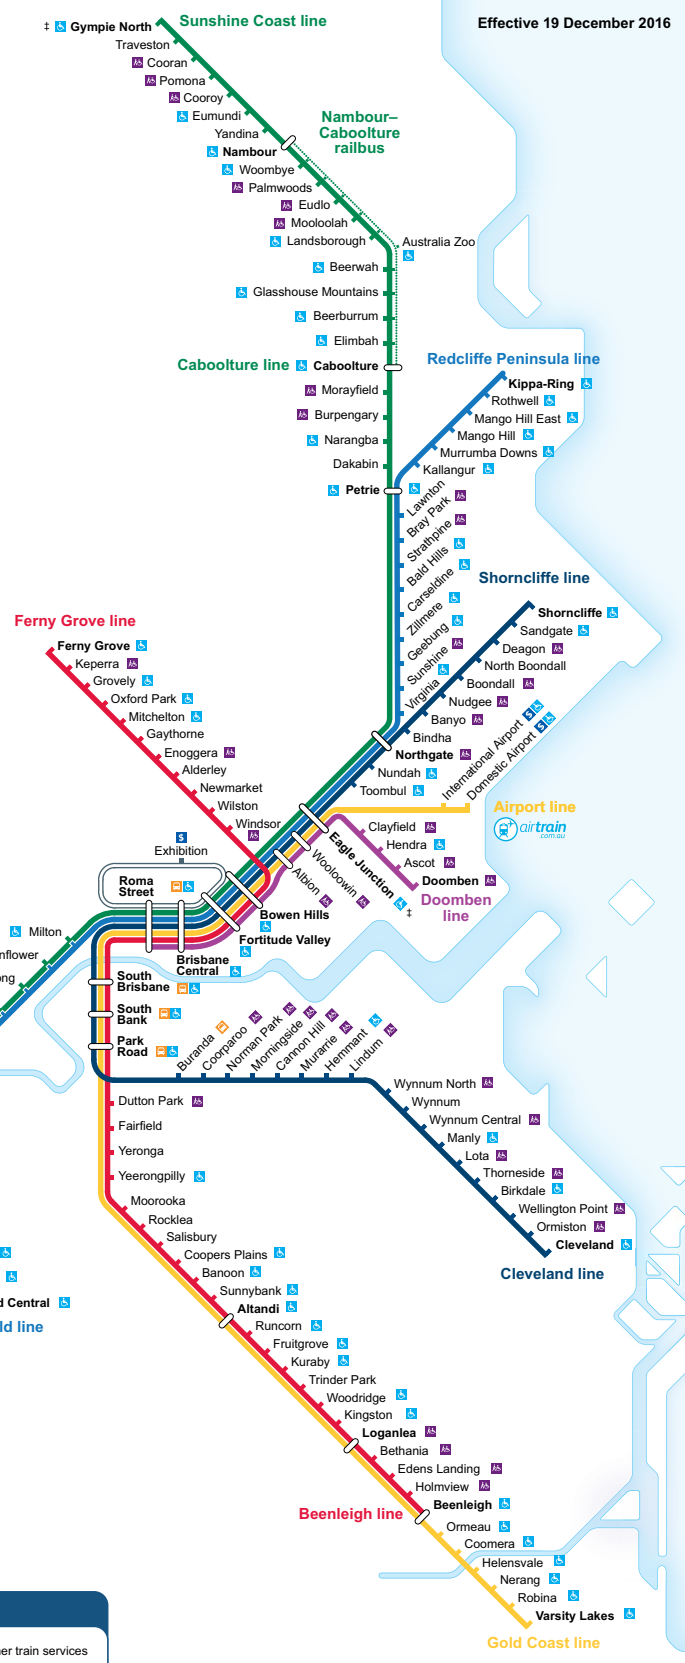 Sunshine Coast line
Effective 19 December 2016
‡ Gympie North
Traveston
Cooran
Pomona
Cooroy
Eumundi
Yandina
Nambour–
Caboolture
railbus
Nambour
Woombye
Palmwoods
Eudlo
Mooloolah
Landsborough
Australia Zoo
Beerwah
Glasshouse Mountains
Beerburrum
Elimbah
Caboolture line
Caboolture
Morayfield
Burpengary
Narangba
Dakabin
Petrie
Redcliffe Peninsula line
Kippa-Ring
Rothwell
Mango Hill East
Mango Hill
Murrumba Downs
Kallangur
Lawnton
Bray Park
Strathpine
Bald Hills
Carseldine
Zillmere
Geebung
Sunshine
Virginia
Shorncliffe line
Shorncliffe
Sandgate
Deagon
North Boondall
Boondall
Nudgee
Banyo
Bindha
Northgate
Nundah
Toombul
International Airport $
Domestic Airport $
Airport line
airtrain
.com.au
Ferny Grove line
Ferny Grove
Keperra
Grovely
Oxford Park
Mitchelton
Gaythorne
Enoggera
Alderley
Newmarket
Wilston
Windsor
$
Exhibition
Clayfield
Hendra
Ascot
Doomben
Doomben
line
Eagle Junction
‡
Wooloowin
Albion
Bowen Hills
Fortitude Valley
Brisbane
Central
Roma
Street
Milton
nflower
ong
South
Brisbane
South
Bank
Park
Road
Buranda
Coorparoo
Norman Park
Morningside
Cannon Hill
Murarrie
Hemmant
Lindum
Wynnum North
Wynnum
Wynnum Central
Manly
Lota
Thorneside
Birkdale
Wellington Point
Ormiston
Cleveland
Cleveland line
Dutton Park
Fairfield
Yeronga
Yeerongpilly
Moorooka
Rocklea
Salisbury
Coopers Plains
Banoon
Sunnybank
Altandi
Runcorn
Fruitgrove
Kuraby
Trinder Park
Woodridge
Kingston
Loganlea
Bethania
Edens Landing
Holmview
Beenleigh
Beenleigh line
Ormeau
Coomera
Helensvale
Nerang
Robina
Varsity Lakes
Gold Coast line
d Central
ld line
er train services